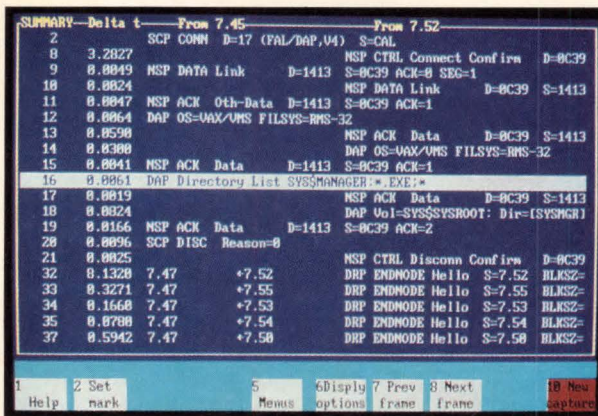 SUMMARY—Delta t—From 7.45—From 7.52
2 SCP CONN D=17 (FAL/DAP,V4) S=CAL
8 3.2827 NSP CTRL Connect Confirm D=0C39
9 0.0049 NSP DATA Link D=1413 S=0C39 ACK=0 SEG=1
10 0.0024 NSP DATA Link D=0C39 S=1413
11 0.0047 NSP ACK Oth-Data D=1413 S=0C39 ACK=1
12 0.0064 DAP OS=VAX/VMS FILSYS=RMS-32
13 0.0590 NSP ACK Data D=0C39 S=1413
14 0.0300 DAP OS=VAX/VMS FILSYS=RMS-32
15 0.0041 NSP ACK Data D=1413 S=0C39 ACK=1
16 0.0061 DAP Directory List SYS$MANAGER:*.EXE;*
17 0.0019 NSP ACK Data D=0C39 S=1413
18 0.0824 DAP Vol=SYS$SYSROOT: Dir=[SYSMGR]
19 0.0166 NSP ACK Data D=1413 S=0C39 ACK=2
20 0.0096 SCP DISC Reason=0
21 0.0025 NSP CTRL Disconn Confirm D=0C39
32 8.1320 7.47 ←7.52 DRP ENDNODE Hello S=7.52 BLKSZ=
33 0.3271 7.47 ←7.55 DRP ENDNODE Hello S=7.55 BLKSZ=
34 0.1660 7.47 ←7.53 DRP ENDNODE Hello S=7.53 BLKSZ=
35 0.0780 7.47 ←7.54 DRP ENDNODE Hello S=7.54 BLKSZ=
37 0.5942 7.47 ←7.50 DRP ENDNODE Hello S=7.50 BLKSZ=
1 Help
2 Set mark
5 Menus
6 Disply options
7 Prev frame
8 Next frame
10 New capture